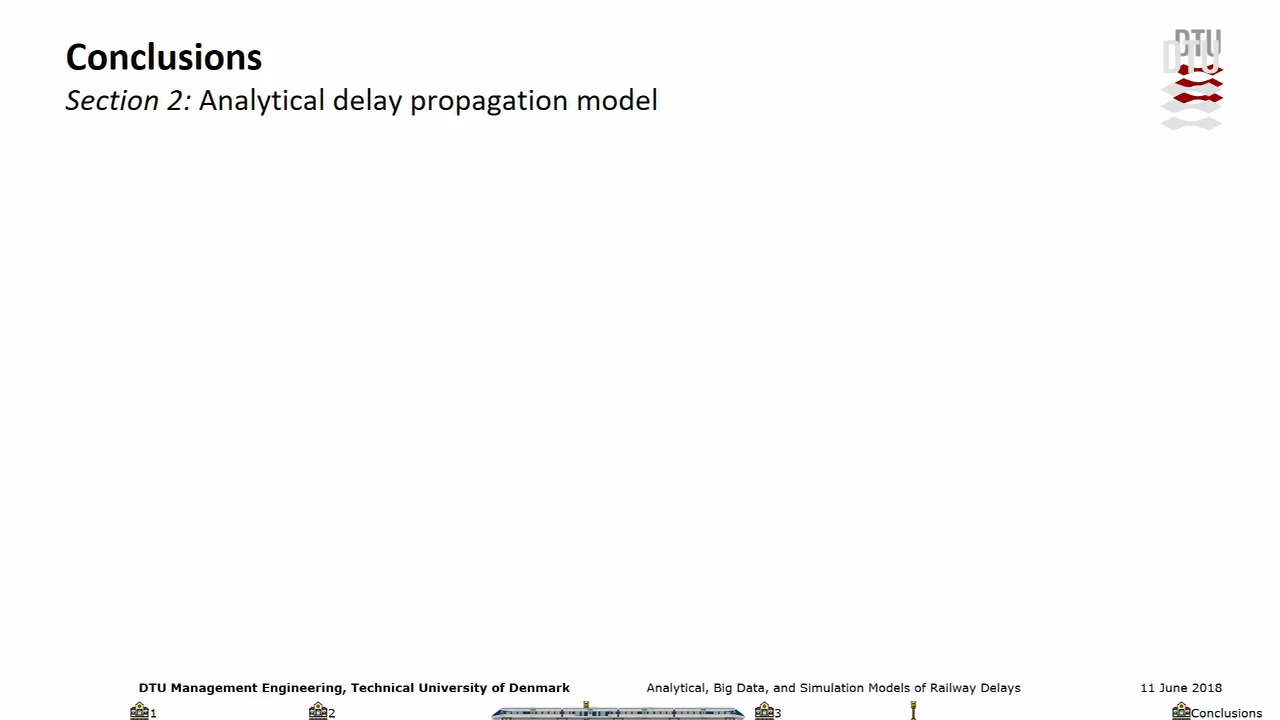 Conclusions
Section 2: Analytical delay propagation model
DTU
DTU
DTU Management Engineering, Technical University of Denmark
Analytical, Big Data, and Simulation Models of Railway Delays
11 June 2018
1
2
3
Conclusions